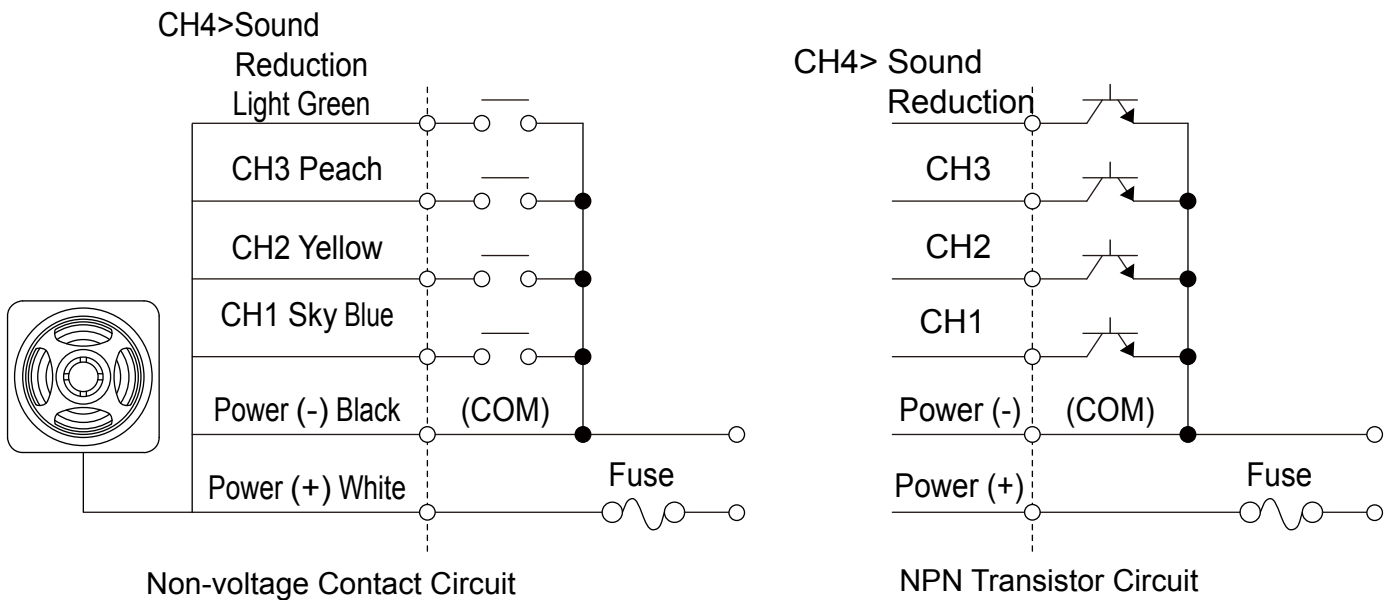 CH4>Sound
Reduction
Light Green
CH3 Peach
CH2 Yellow
CH1 Sky Blue
Power (-) Black (COM)
Power (+) White Fuse
Non-voltage Contact Circuit
CH4> Sound
Reduction
CH3
CH2
CH1
Power (-) (COM)
Power (+) Fuse
NPN Transistor Circuit